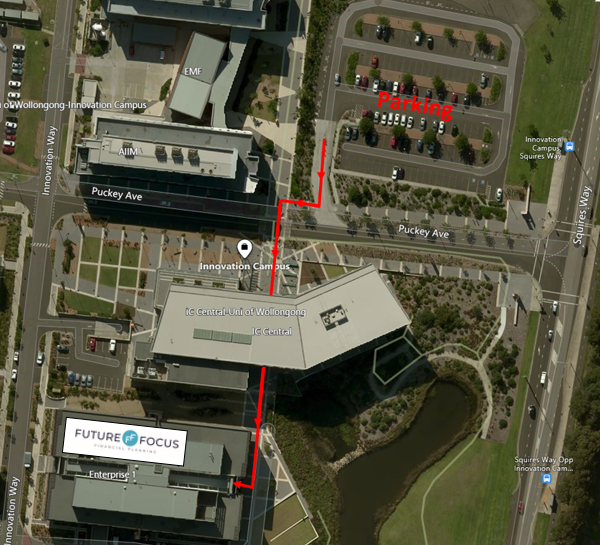 EMF
i of Wollongong-Innovation Campus
Parking
Innovation
Campus,
Squires Way
AIIM
Innovation Way
Puckey Ave
Squires Way
Puckey Ave
Innovation Campus
iC Central, Uni of Wollongong
IC Central
FUTURE FF FOCUS
FINANCIAL PLANNING
Enterprise 1
Squires Way Opp
Innovation Cam...
Innovation Way